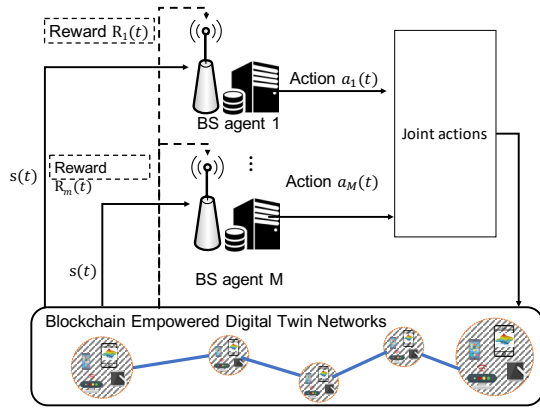 Reward R₁(t)
Action a₁(t)
BS agent 1
Joint actions
⋮
Reward
Rₘ(t)
s(t)
Action a_M(t)
s(t)
BS agent M
Blockchain Empowered Digital Twin Networks